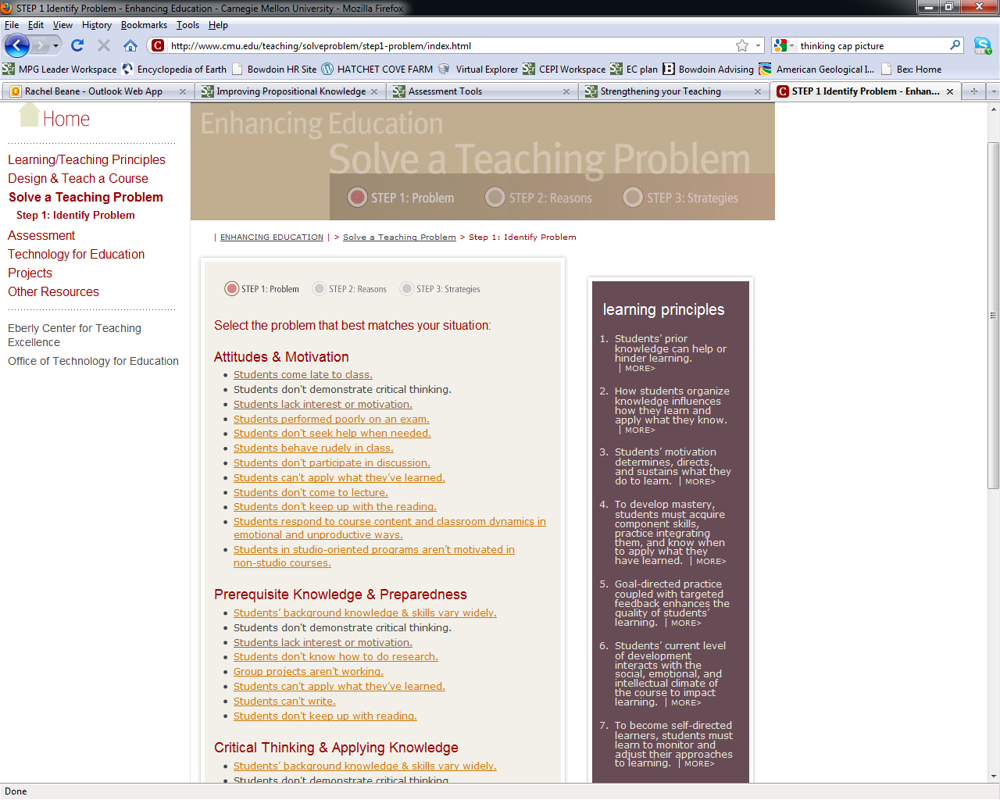 STEP 1 Identify Problem - Enhancing Education - Carnegie Mellon University - Mozilla Firefox
File Edit View History Bookmarks Tools Help
http://www.cmu.edu/teaching/solveproblem/step1-problem/index.html
thinking cap picture
MPG Leader Workspace Encyclopedia of Earth Bowdoin HR Site HATCHET COVE FARM Virtual Explorer CEPI Workspace EC plan Bowdoin Advising American Geological I... Bex: Home
Rachel Beane - Outlook Web App Improving Propositional Knowledge Assessment Tools Strengthening your Teaching STEP 1 Identify Problem - Enhan...
Home
Learning/Teaching Principles
Design & Teach a Course
Solve a Teaching Problem
Step 1: Identify Problem
Assessment
Technology for Education
Projects
Other Resources
Eberly Center for Teaching
Excellence
Office of Technology for Education
Enhancing Education
Solve a Teaching Problem
STEP 1: Problem STEP 2: Reasons STEP 3: Strategies
| ENHANCING EDUCATION | > Solve a Teaching Problem > Step 1: Identify Problem
STEP 1: Problem STEP 2: Reasons STEP 3: Strategies
Select the problem that best matches your situation:
Attitudes & Motivation
Students come late to class.
Students don't demonstrate critical thinking.
Students lack interest or motivation.
Students performed poorly on an exam.
Students don't seek help when needed.
Students behave rudely in class.
Students don't participate in discussion.
Students can't apply what they've learned.
Students don't come to lecture.
Students don't keep up with the reading.
Students respond to course content and classroom dynamics in
emotional and unproductive ways.
Students in studio-oriented programs aren't motivated in
non-studio courses.
Prerequisite Knowledge & Preparedness
Students' background knowledge & skills vary widely.
Students don't demonstrate critical thinking.
Students lack interest or motivation.
Students don't know how to do research.
Group projects aren't working.
Students can't apply what they've learned.
Students can't write.
Students don't keep up with reading.
Critical Thinking & Applying Knowledge
Students' background knowledge & skills vary widely.
Students don't demonstrate critical thinking.
learning principles
1. Students' prior
knowledge can help or
hinder learning.
| MORE>
2. How students organize
knowledge influences
how they learn and
apply what they know.
| MORE>
3. Students' motivation
determines, directs,
and sustains what they
do to learn. | MORE>
4. To develop mastery,
students must acquire
component skills,
practice integrating
them, and know when
to apply what they
have learned. | MORE>
5. Goal-directed practice
coupled with targeted
feedback enhances the
quality of students'
learning. | MORE>
6. Students' current level
of development
interacts with the
social, emotional, and
intellectual climate of
the course to impact
learning. | MORE>
7. To become self-directed
learners, students must
learn to monitor and
adjust their approaches
to learning. | MORE>
Done